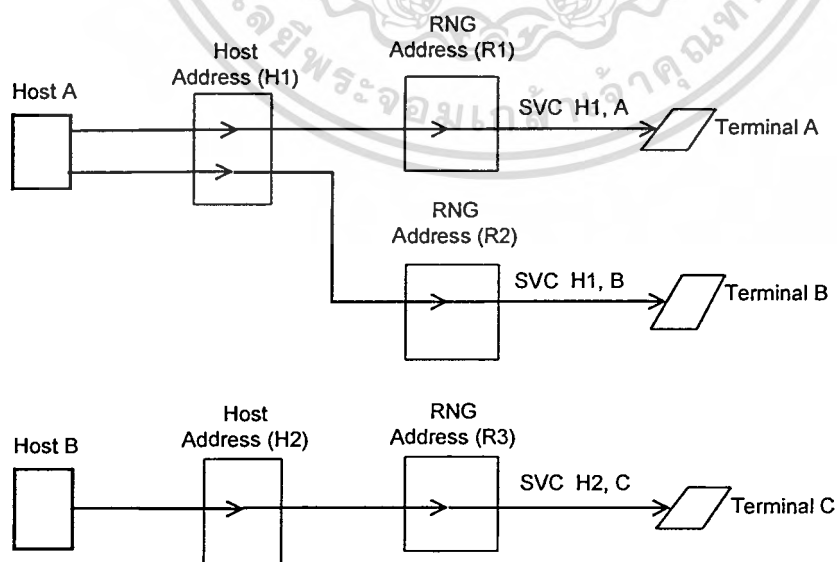 Host A
Host
Address (H1)
RNG
Address (R1)
SVC H1, A
Terminal A
RNG
Address (R2)
SVC H1, B
Terminal B
Host B
Host
Address (H2)
RNG
Address (R3)
SVC H2, C
Terminal C